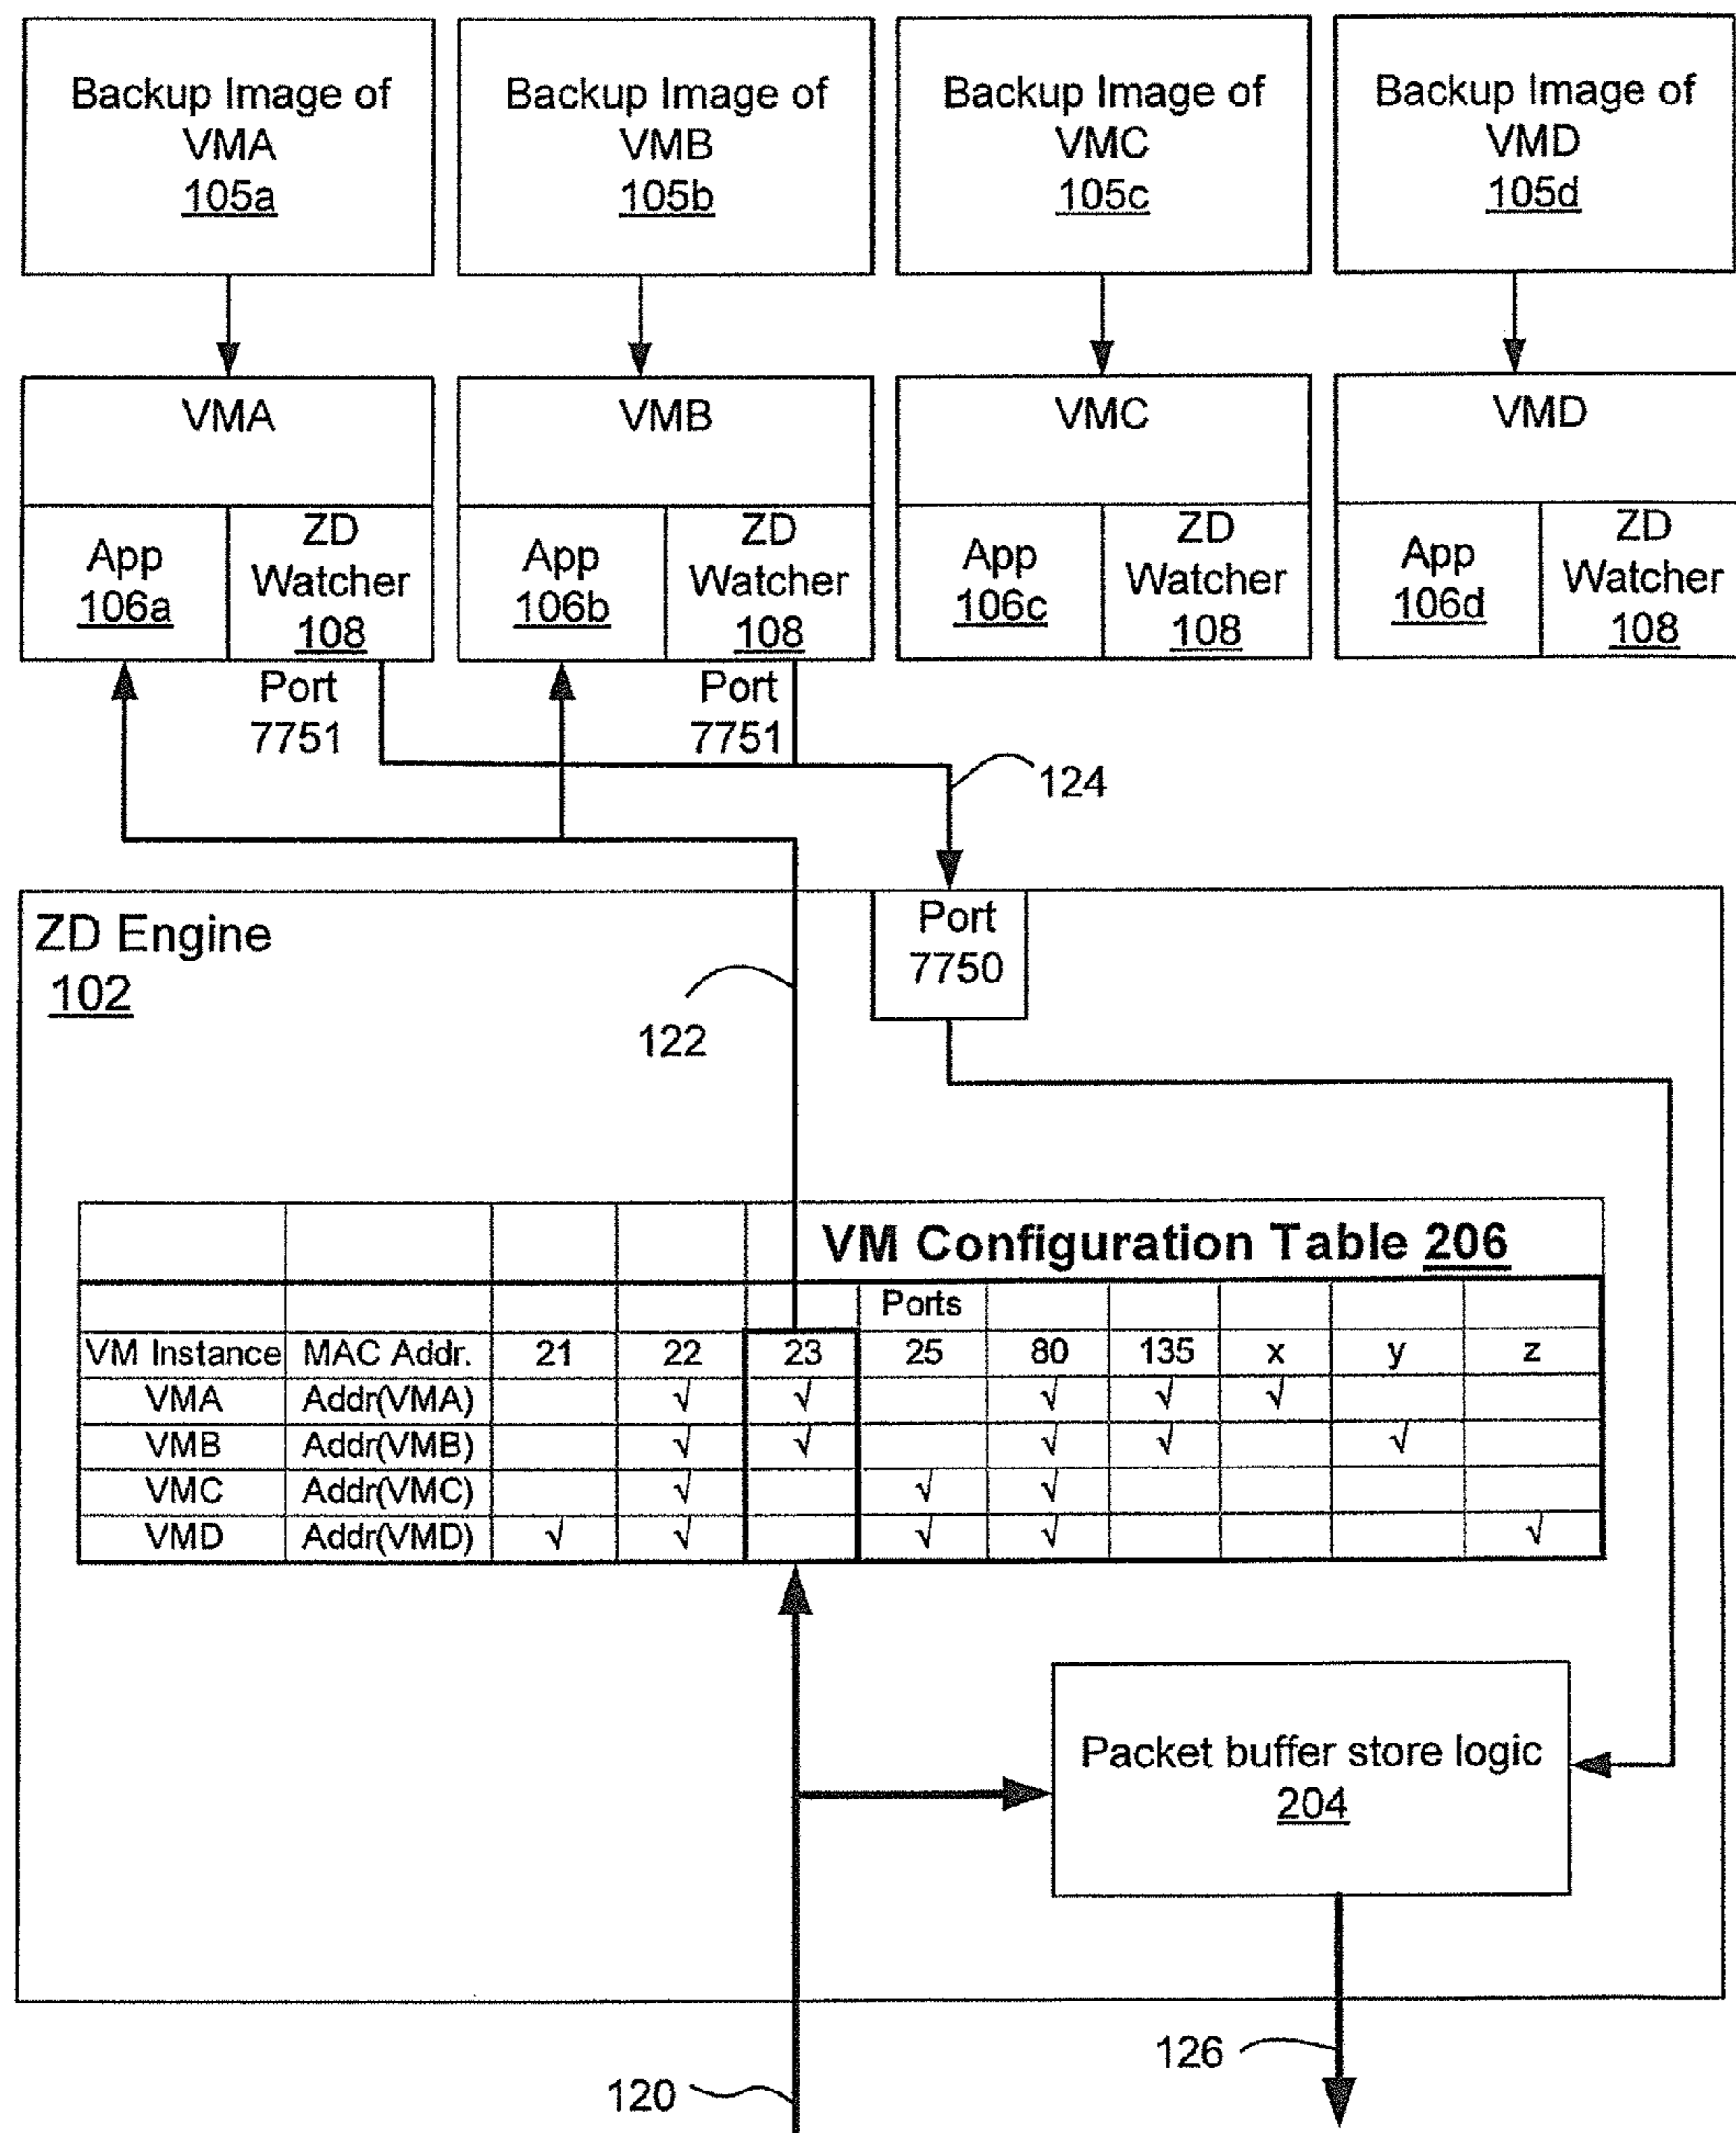 Backup Image of
VMA
105a
Backup Image of
VMB
105b
Backup Image of
VMC
105c
Backup Image of
VMD
105d
VMA
App
106a
ZD
Watcher
108
VMB
App
106b
ZD
Watcher
108
VMC
App
106c
ZD
Watcher
108
VMD
App
106d
ZD
Watcher
108
Port
7751
Port
7751
124
ZD Engine
102
Port
7750
122
VM Configuration Table 206
Ports
VM Instance MAC Addr. 21 22 23 25 80 135 x y z
VMA Addr(VMA) √ √ √ √ √
VMB Addr(VMB) √ √ √ √ √
VMC Addr(VMC) √ √ √
VMD Addr(VMD) √ √ √ √ √
Packet buffer store logic
204
126
120